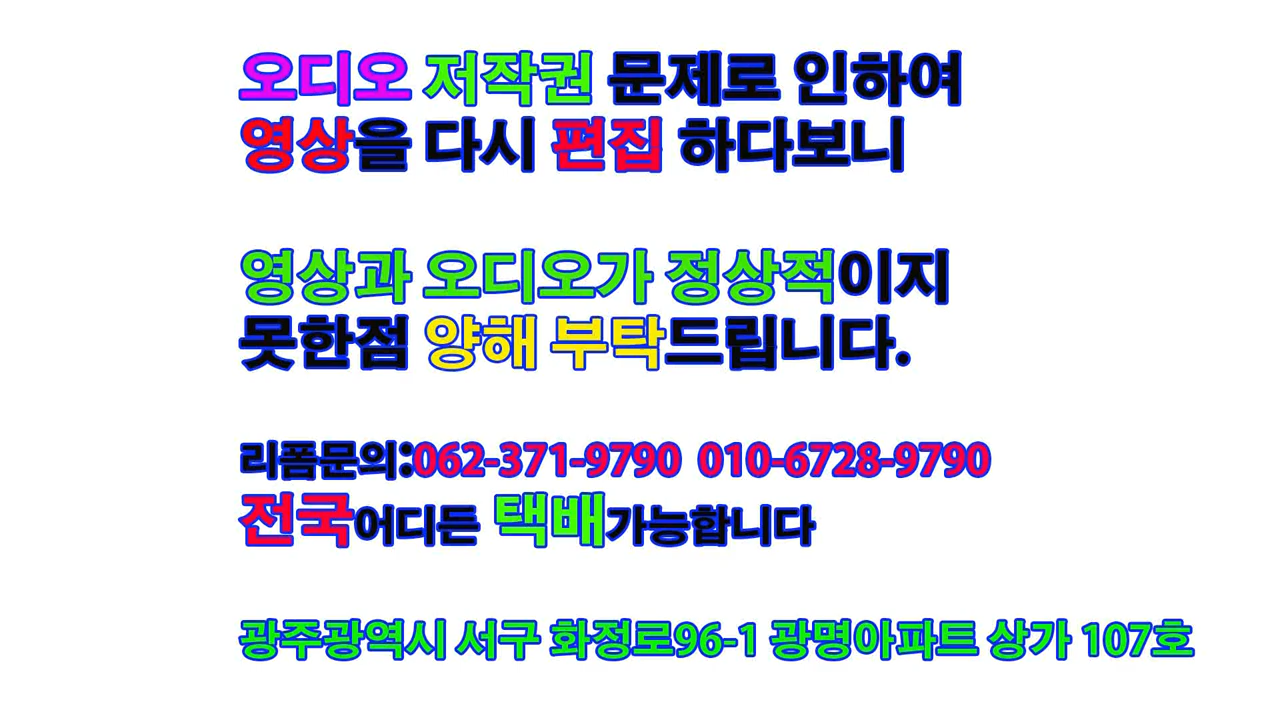 오디오 저작권 문제로 인하여
영상을 다시 편집 하다보니
영상과 오디오가 정상적이지
못한점 양해 부탁드립니다.
리폼문의:062-371-9790 010-6728-9790
전국어디든 택배가능합니다
광주광역시 서구 화정로96-1 광명아파트 상가 107호